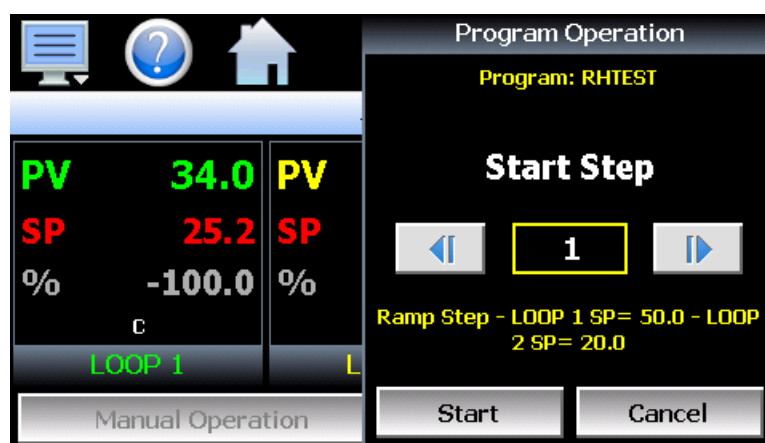 ?
Program Operation
Program: RHTEST
PV 34.0
SP 25.2
% -100.0
C
LOOP 1
PV
SP
%
L
Manual Operation
Start Step
1
Ramp Step - LOOP 1 SP= 50.0 - LOOP
2 SP= 20.0
Start
Cancel